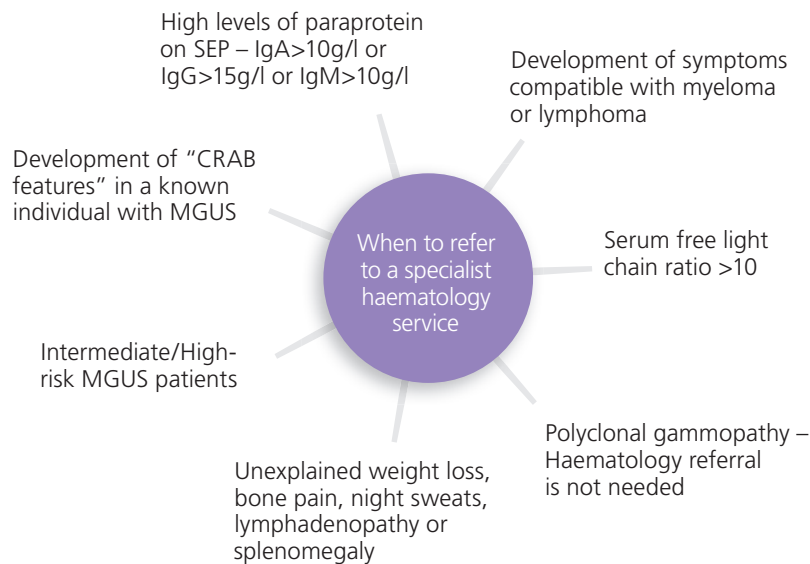 High levels of paraprotein
on SEP – IgA>10g/l or
IgG>15g/l or IgM>10g/l
Development of symptoms
compatible with myeloma
or lymphoma
Development of “CRAB
features” in a known
individual with MGUS
When to refer
to a specialist
haematology
service
Serum free light
chain ratio >10
Intermediate/High-
risk MGUS patients
Polyclonal gammopathy –
Haematology referral
is not needed
Unexplained weight loss,
bone pain, night sweats,
lymphadenopathy or
splenomegaly